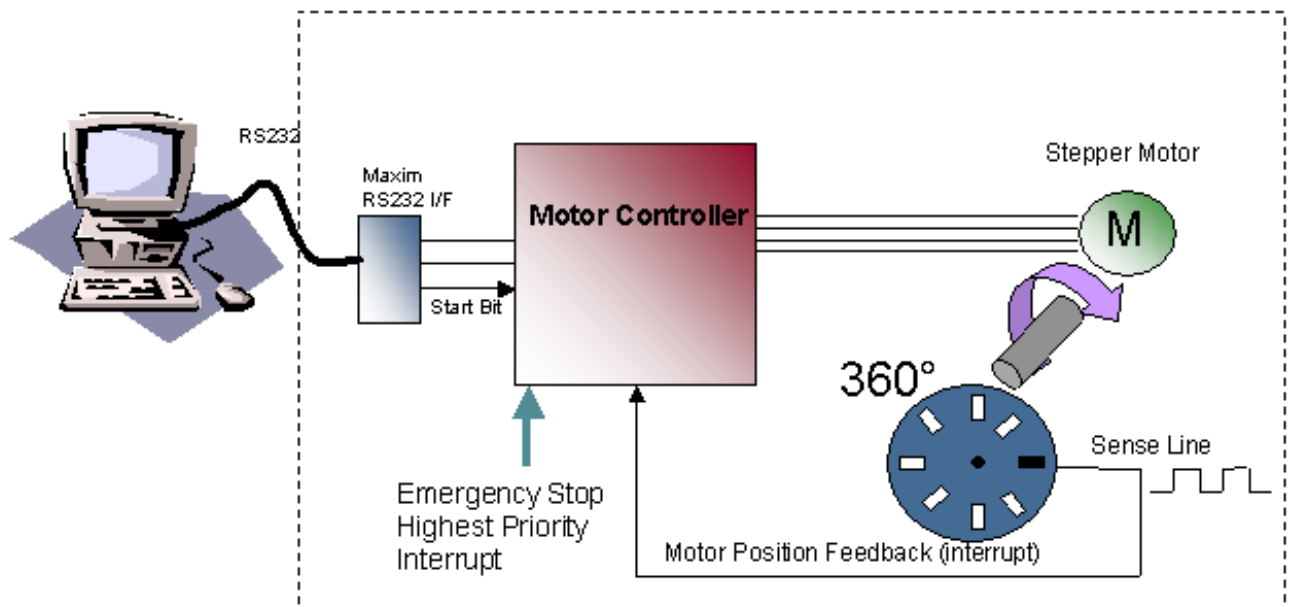 RS232
Maxim
RS232 I/F
Start Bit
Motor Controller
Stepper Motor
M
360°
Sense Line
Emergency Stop
Highest Priority
Interrupt
Motor Position Feedback (interrupt)